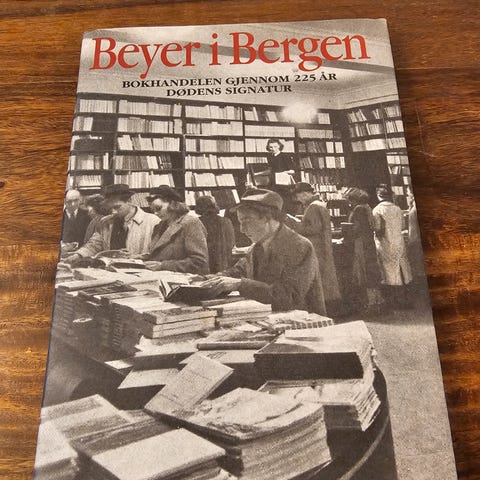 Beyer i Bergen
BOKHANDELEN GJENNOM 225 ÅR
DØDENS SIGNATUR